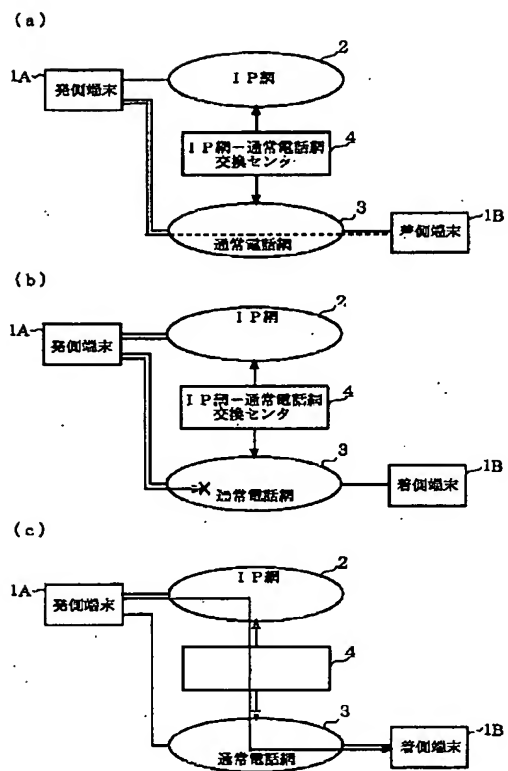 (a)
2
1A
IP網
発側端末
4
IP網-通常電話網
交換センタ
3
1B
通常電話網
着側端末
(b)
2
1A
IP網
発側端末
4
IP網-通常電話網
交換センタ
3
1B
通常電話網
着側端末
(c)
2
1A
IP網
発側端末
4
3
1B
通常電話網
着側端末